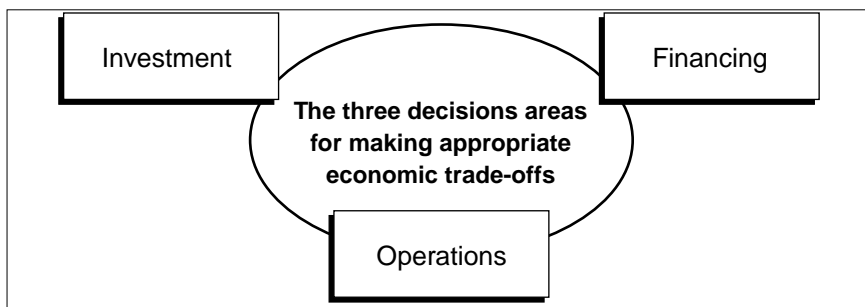 Investment
Financing
The three decisions areas
for making appropriate
economic trade-offs
Operations